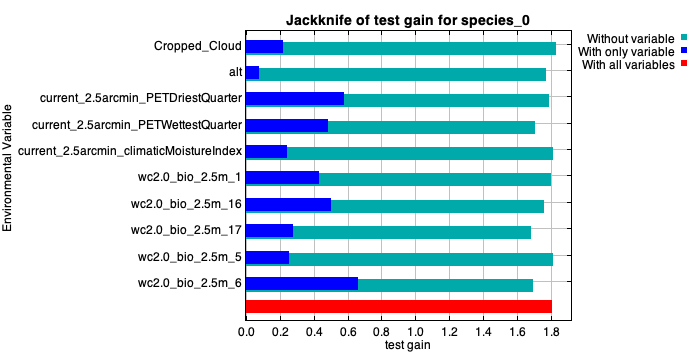 Jackknife of test gain for species_0
Without variable
With only variable
With all variables
Environmental Variable
Cropped_Cloud
alt
current_2.5arcmin_PETDriestQuarter
current_2.5arcmin_PETWettestQuarter
current_2.5arcmin_climaticMoistureIndex
wc2.0_bio_2.5m_1
wc2.0_bio_2.5m_16
wc2.0_bio_2.5m_17
wc2.0_bio_2.5m_5
wc2.0_bio_2.5m_6
0.0 0.2 0.4 0.6 0.8 1.0 1.2 1.4 1.6 1.8
test gain